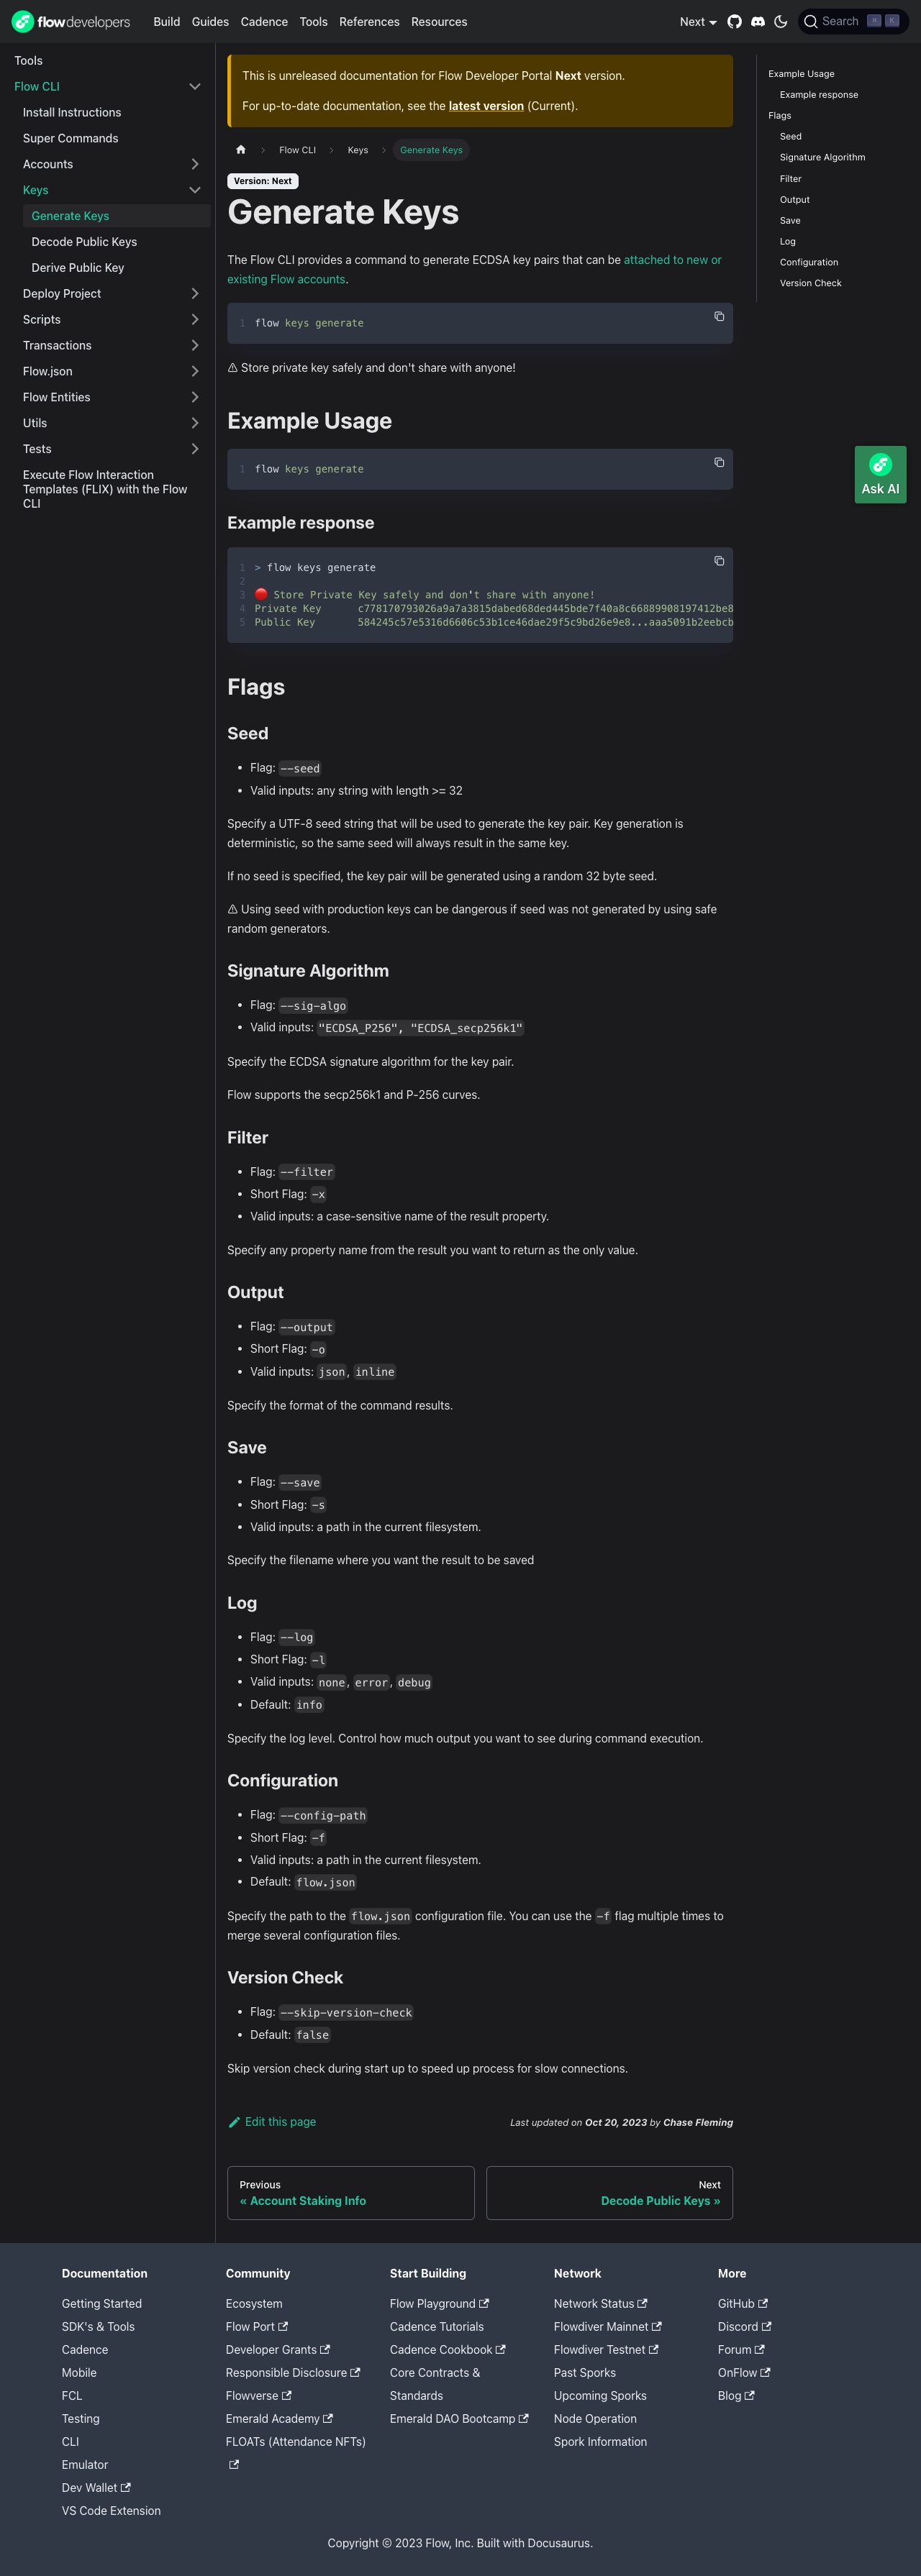 flow developers Build Guides Cadence Tools References Resources Next Search ⌘ K
Tools
Flow CLI
Install Instructions
Super Commands
Accounts
Keys
Generate Keys
Decode Public Keys
Derive Public Key
Deploy Project
Scripts
Transactions
Flow.json
Flow Entities
Utils
Tests
Execute Flow Interaction
Templates (FLIX) with the Flow
CLI
This is unreleased documentation for Flow Developer Portal Next version.
For up-to-date documentation, see the latest version (Current).
Flow CLI Keys Generate Keys
Version: Next
Generate Keys
The Flow CLI provides a command to generate ECDSA key pairs that can be attached to new or
existing Flow accounts.
1 flow keys generate
⚠ Store private key safely and don't share with anyone!
Example Usage
1 flow keys generate
Example response
1 > flow keys generate
2
3 🔴 Store Private Key safely and don't share with anyone!
4 Private Key c778170793026a9a7a3815dabed68ded445bde7f40a8c66889908197412be8
5 Public Key 584245c57e5316d6606c53b1ce46dae29f5c9bd26e9e8...aaa5091b2eebcb
Flags
Seed
• Flag: --seed
• Valid inputs: any string with length >= 32
Specify a UTF-8 seed string that will be used to generate the key pair. Key generation is
deterministic, so the same seed will always result in the same key.
If no seed is specified, the key pair will be generated using a random 32 byte seed.
⚠ Using seed with production keys can be dangerous if seed was not generated by using safe
random generators.
Signature Algorithm
• Flag: --sig-algo
• Valid inputs: "ECDSA_P256", "ECDSA_secp256k1"
Specify the ECDSA signature algorithm for the key pair.
Flow supports the secp256k1 and P-256 curves.
Filter
• Flag: --filter
• Short Flag: -x
• Valid inputs: a case-sensitive name of the result property.
Specify any property name from the result you want to return as the only value.
Output
• Flag: --output
• Short Flag: -o
• Valid inputs: json, inline
Specify the format of the command results.
Save
• Flag: --save
• Short Flag: -s
• Valid inputs: a path in the current filesystem.
Specify the filename where you want the result to be saved
Log
• Flag: --log
• Short Flag: -l
• Valid inputs: none, error, debug
• Default: info
Specify the log level. Control how much output you want to see during command execution.
Configuration
• Flag: --config-path
• Short Flag: -f
• Valid inputs: a path in the current filesystem.
• Default: flow.json
Specify the path to the flow.json configuration file. You can use the -f flag multiple times to
merge several configuration files.
Version Check
• Flag: --skip-version-check
• Default: false
Skip version check during start up to speed up process for slow connections.
Edit this page
Last updated on Oct 20, 2023 by Chase Fleming
Previous
« Account Staking Info
Next
Decode Public Keys »
Example Usage
Example response
Flags
Seed
Signature Algorithm
Filter
Output
Save
Log
Configuration
Version Check
Ask AI
Documentation
Getting Started
SDK's & Tools
Cadence
Mobile
FCL
Testing
CLI
Emulator
Dev Wallet
VS Code Extension
Community
Ecosystem
Flow Port
Developer Grants
Responsible Disclosure
Flowverse
Emerald Academy
FLOATs (Attendance NFTs)
Start Building
Flow Playground
Cadence Tutorials
Cadence Cookbook
Core Contracts &
Standards
Emerald DAO Bootcamp
Network
Network Status
Flowdiver Mainnet
Flowdiver Testnet
Past Sporks
Upcoming Sporks
Node Operation
Spork Information
More
GitHub
Discord
Forum
OnFlow
Blog
Copyright © 2023 Flow, Inc. Built with Docusaurus.